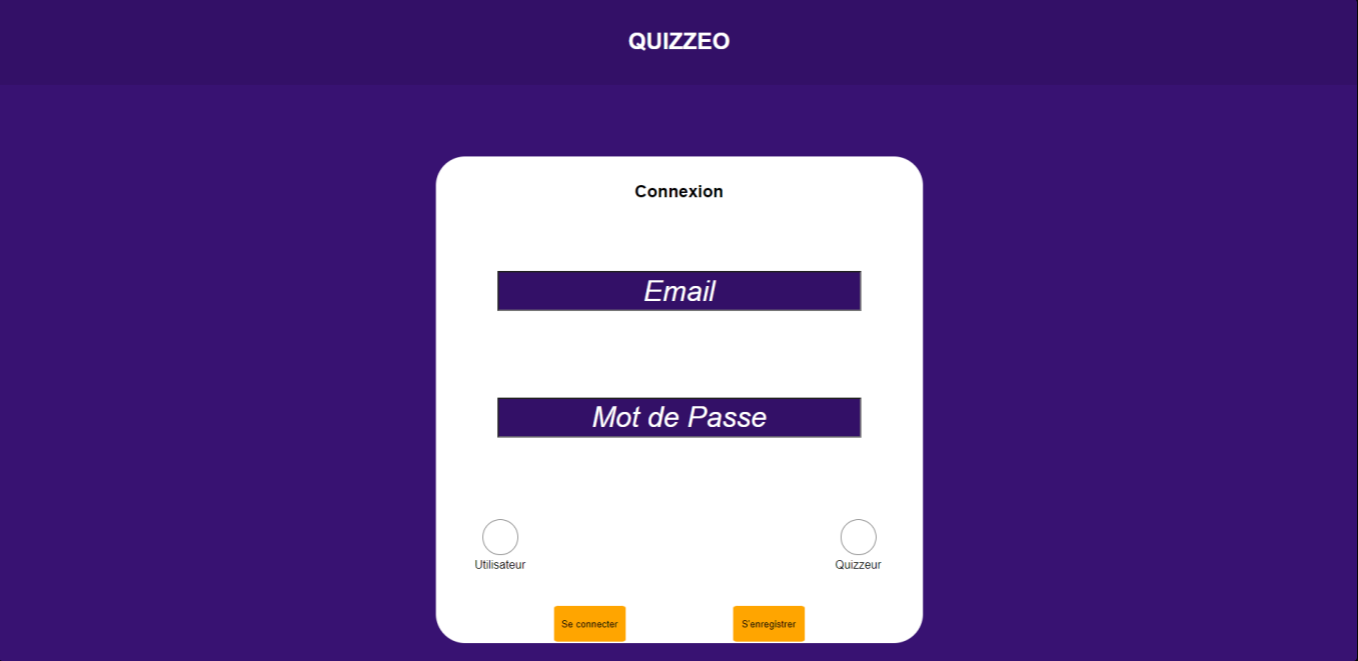 QUIZZEO
Connexion
Email
Mot de Passe
Utilisateur Quizzeur
Se connecter S'enregistrer